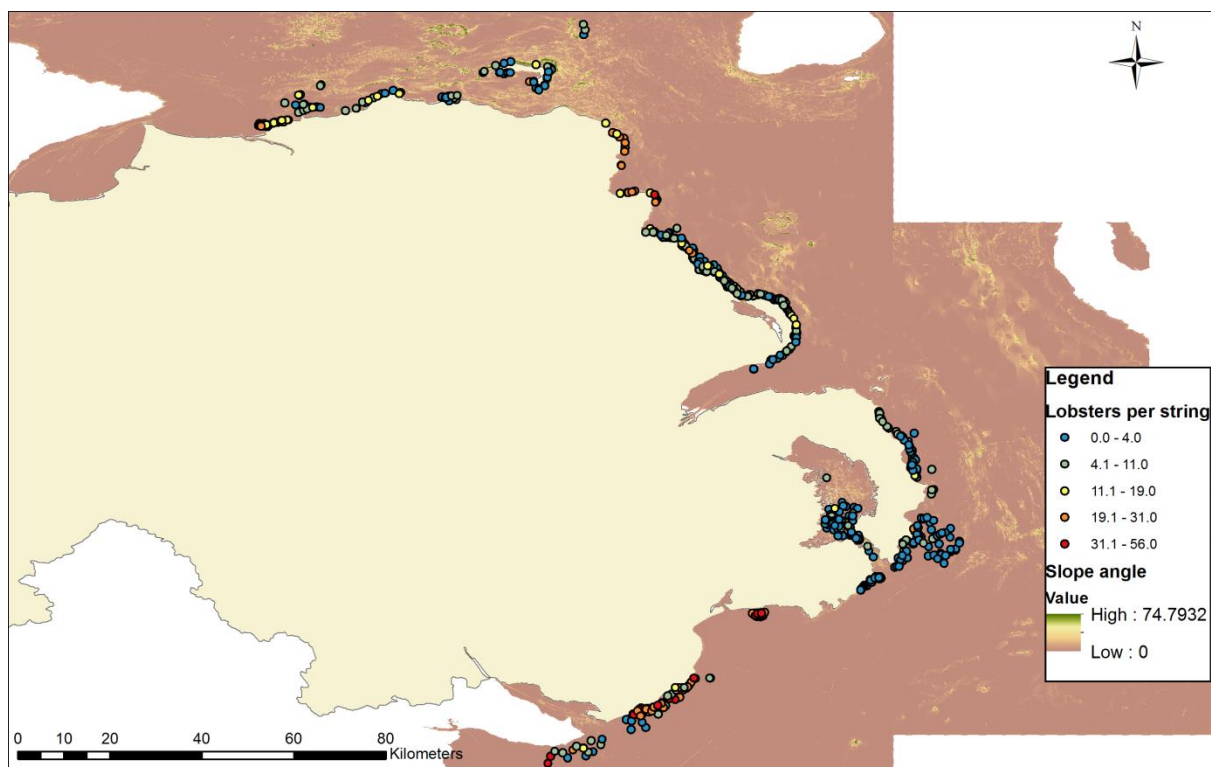 N
Legend
Lobsters per string
0.0 - 4.0
4.1 - 11.0
11.1 - 19.0
19.1 - 31.0
31.1 - 56.0
Slope angle
Value
High : 74.7932
Low : 0
0 10 20 40 60 80
Kilometers